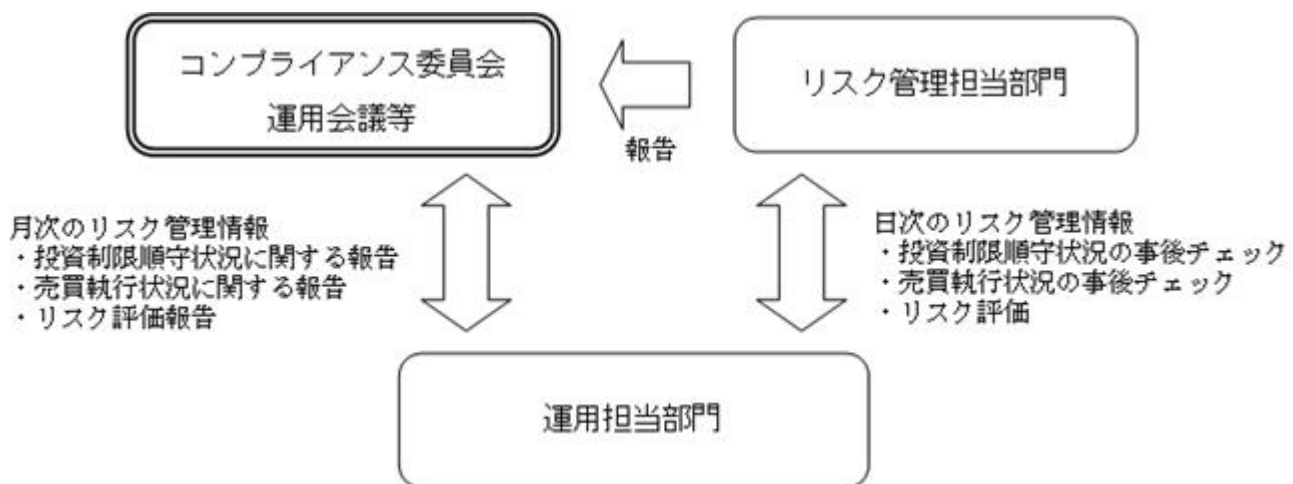 コンプライアンス委員会
運用会議等
リスク管理担当部門
報告
月次のリスク管理情報
・投資制限順守状況に関する報告
・売買執行状況に関する報告
・リスク評価報告
日次のリスク管理情報
・投資制限順守状況の事後チェック
・売買執行状況の事後チェック
・リスク評価
運用担当部門